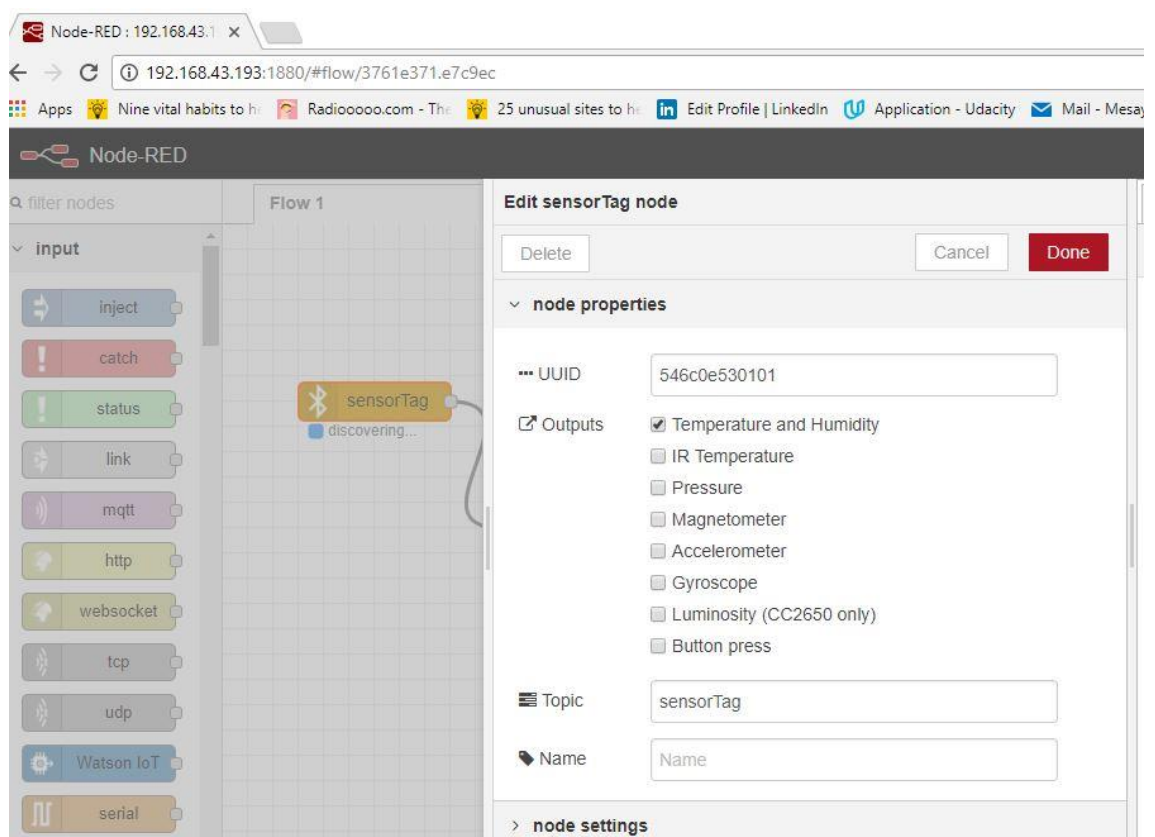 Node-RED : 192.168.43.1
192.168.43.193:1880/#flow/3761e371.e7c9ec
Apps Nine vital habits to h Radiooooo.com - The 25 unusual sites to h Edit Profile | LinkedIn Application - Udacity Mail - Mesay
Node-RED
filter nodes
Flow 1
input
inject
catch
status
link
mqtt
http
websocket
tcp
udp
Watson IoT
serial
sensorTag
discovering...
Edit sensorTag node
Delete Cancel Done
node properties
UUID 546c0e530101
Outputs Temperature and Humidity
IR Temperature
Pressure
Magnetometer
Accelerometer
Gyroscope
Luminosity (CC2650 only)
Button press
Topic sensorTag
Name Name
node settings